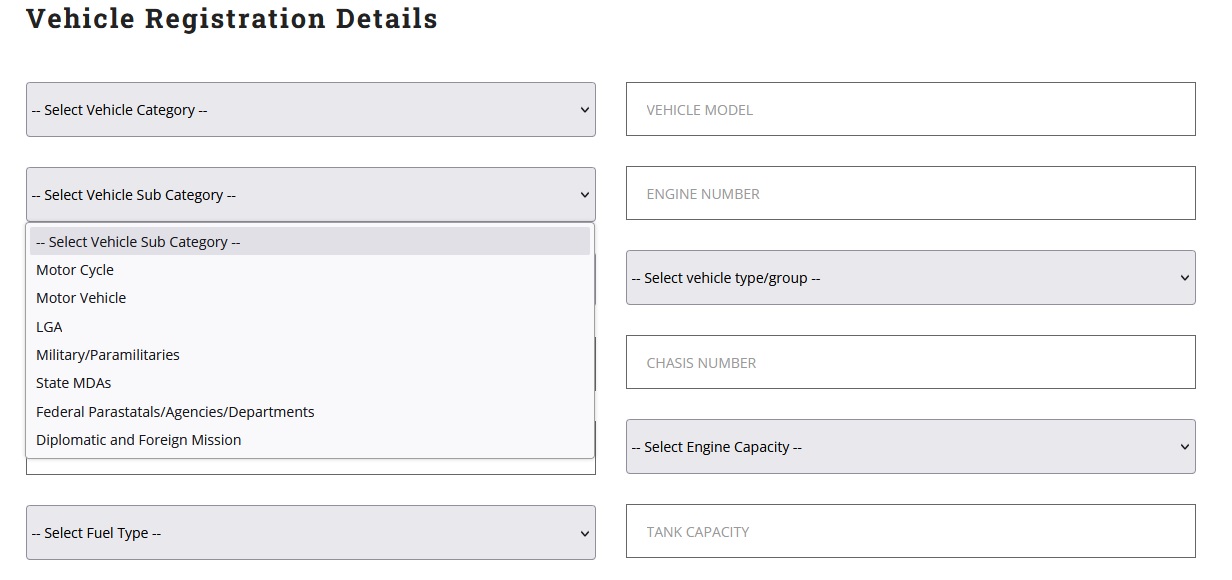 Vehicle Registration Details
-- Select Vehicle Category --
VEHICLE MODEL
-- Select Vehicle Sub Category --
ENGINE NUMBER
-- Select Vehicle Sub Category --
Motor Cycle
Motor Vehicle
LGA
Military/Paramilitaries
State MDAs
Federal Parastatals/Agencies/Departments
Diplomatic and Foreign Mission
-- Select vehicle type/group --
CHASIS NUMBER
-- Select Engine Capacity --
-- Select Fuel Type --
TANK CAPACITY